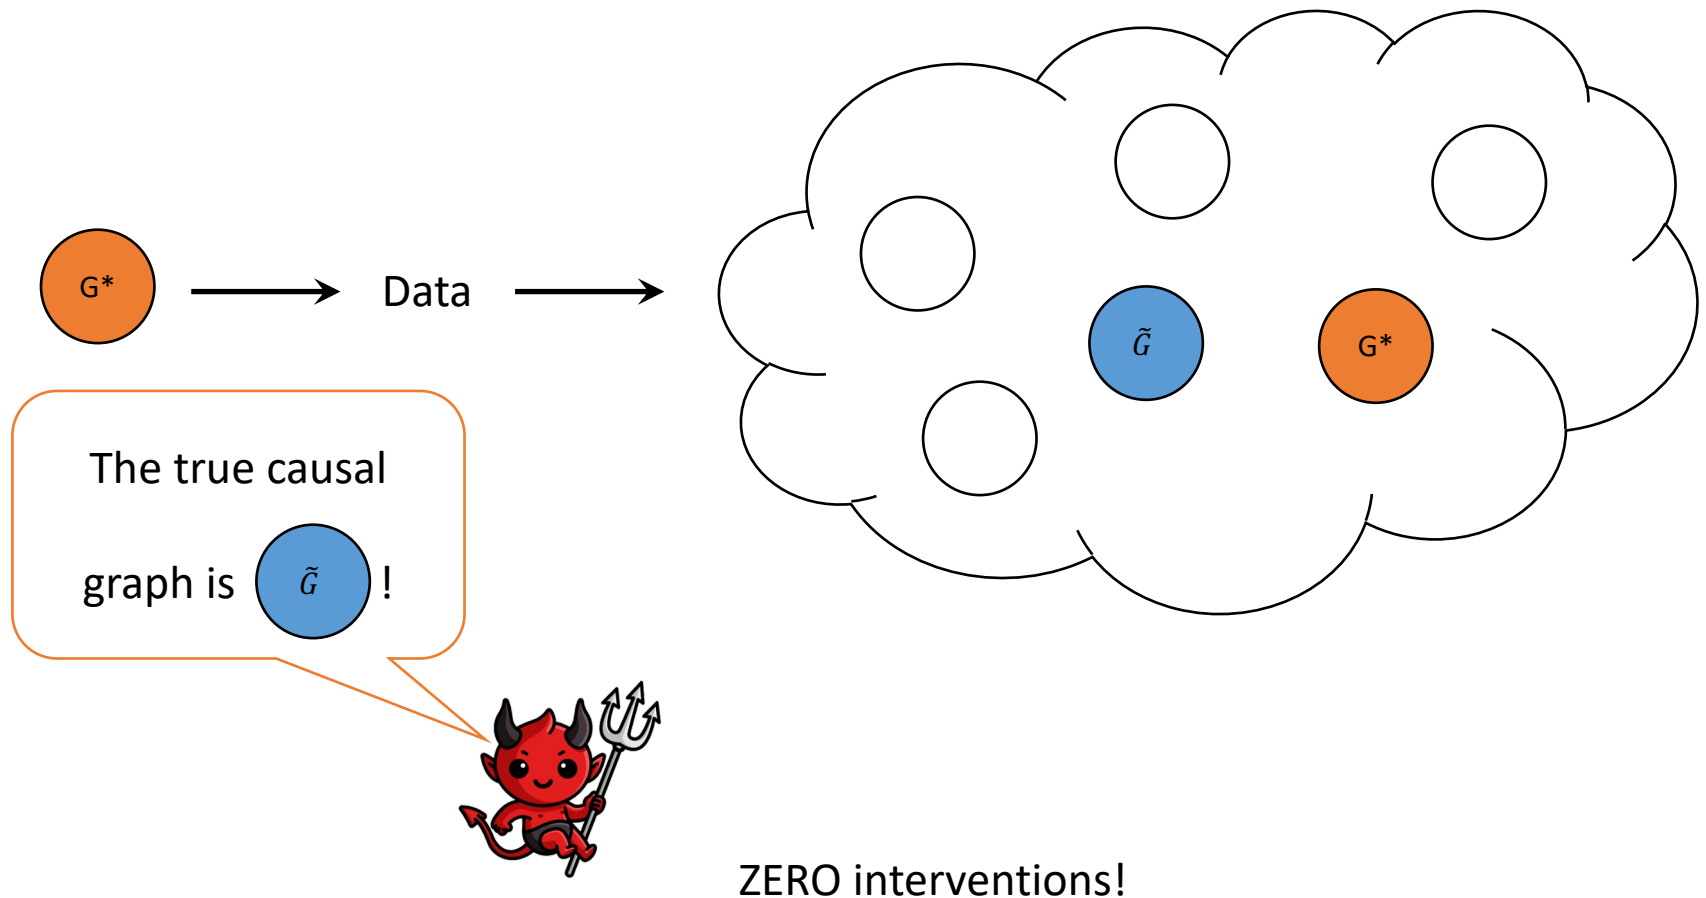 G*
Data
G̃
G*
The true causal
graph is G̃ !
ZERO interventions!